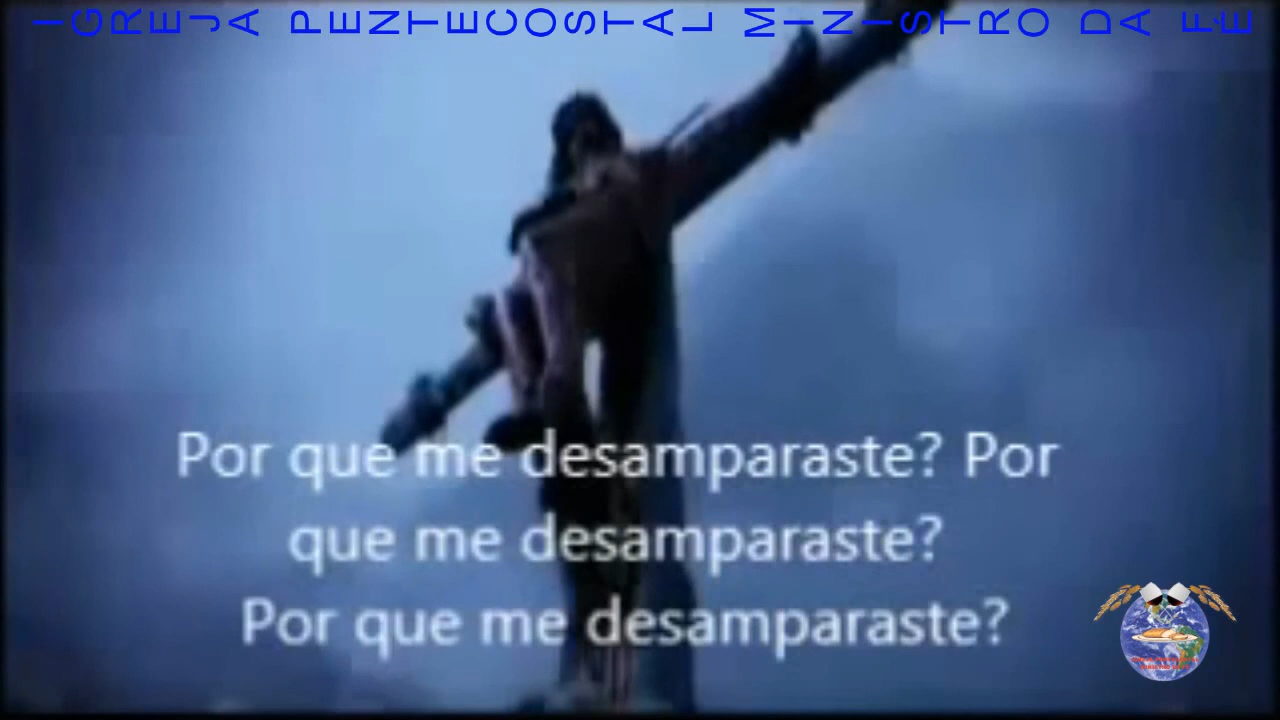 IGREJA PENTECOSTAL MINISTRO DA FÉ
Por que me desamparaste? Por
que me desamparaste?
Por que me desamparaste?